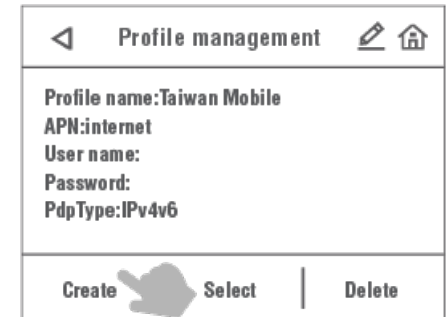 Profile management
Profile name:Taiwan Mobile
APN:internet
User name:
Password:
PdpType:IPv4v6
Create Select Delete